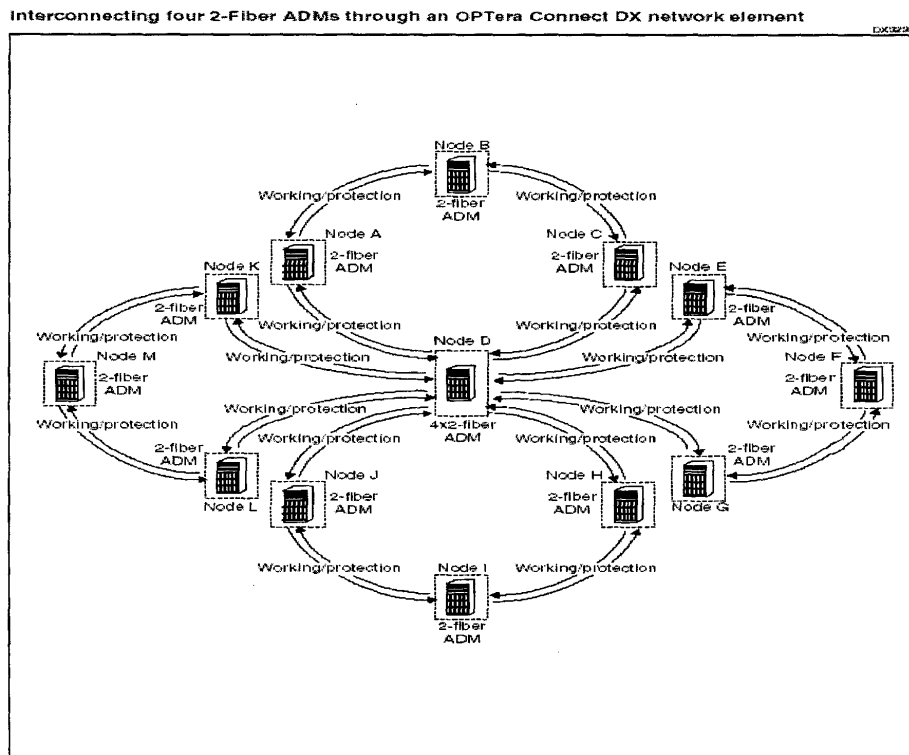 Interconnecting four 2-Fiber ADMs through an OPTera Connect DX network element
Node B
Working/protection
Working/protection
2-fiber
ADM
Node A
Node C
2-fiber
ADM
2-fiber
ADM
Node K
Node E
2-fiber
ADM
2-fiber
ADM
Working/protection
Working/protection
Node D
Working/protection
Working/protection
Working/protection
Working/protection
Node M
Node F
2-fiber
ADM
2-fiber
ADM
Working/protection
Working/protection
4x2-fiber
ADM
Working/protection
Working/protection
Working/protection
Working/protection
2-fiber
ADM
2-fiber
ADM
Node J
Node H
2-fiber
ADM
2-fiber
ADM
Node L
Node G
Working/protection
Node I
Working/protection
2-fiber
ADM